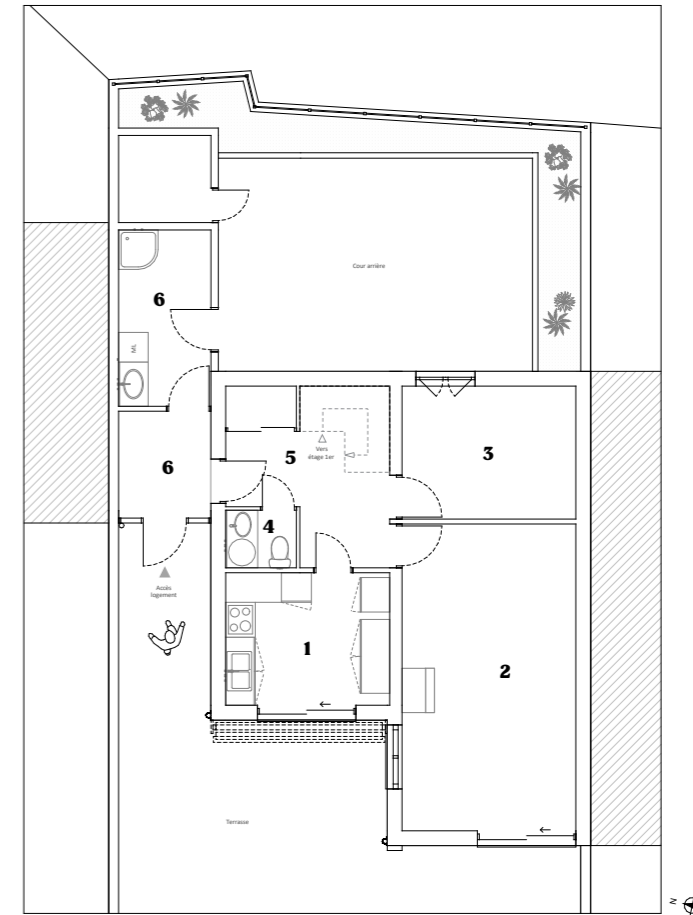 Cour arrière
6
ML
3
5
Vers
étage 1er
6
4
Accès
logement
1
2
Terrasse
N